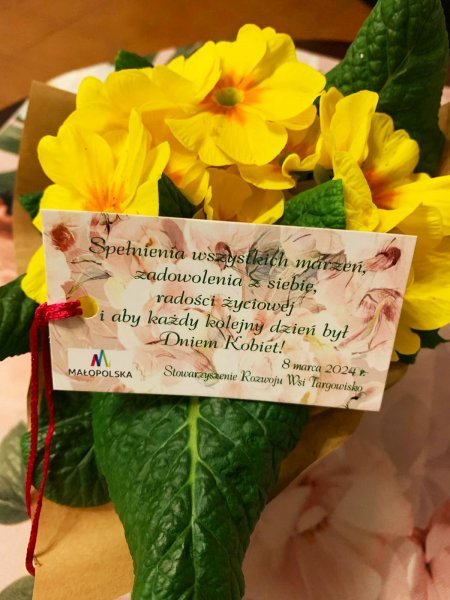 Spełnienia wszystkich marzeń,
zadowolenia z siebie,
radości życiowej
i aby każdy kolejny dzień był
Dniem Kobiet!
8 marca 2024 r.
Stowarzyszenie Rozwoju Wsi Targowisko
MAŁOPOLSKA